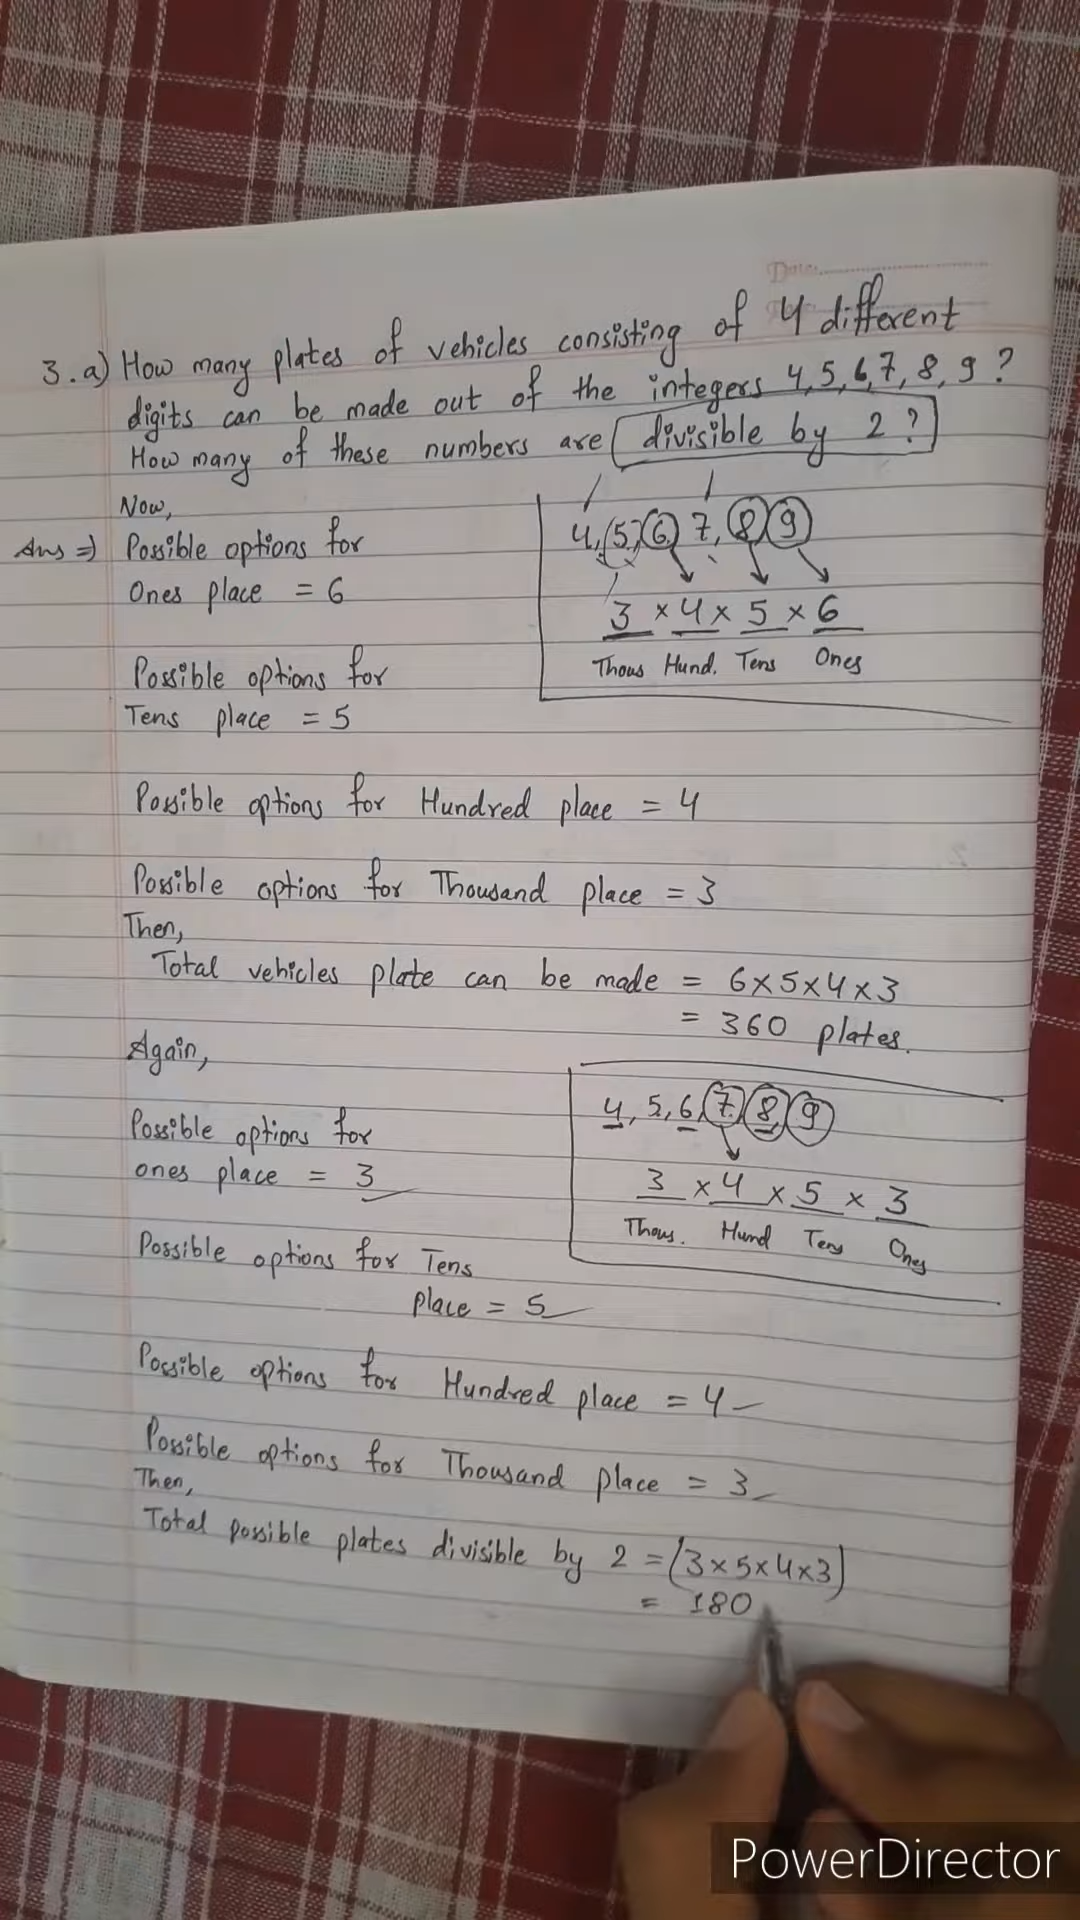 Date:
3.a) How many plates of vehicles consisting of 4 different
digits can be made out of the integers 4,5,6,7,8,9?
How many of these numbers are divisible by 2?
Now,
Ans ⇒ Possible options for
Ones place = 6
4,5,6,7,8,9
3 × 4 × 5 × 6
Thous Hund. Tens Ones
Possible options for
Tens place = 5
Possible options for Hundred place = 4
Possible options for Thousand place = 3
Then,
Total vehicles plate can be made = 6×5×4×3
= 360 plates.
Again,
Possible options for
ones place = 3
4,5,6,7,8,9
3 × 4 × 5 × 3
Thous. Hund Tens Ones
Possible options for Tens
place = 5
Possible options for Hundred place = 4
Possible options for Thousand place = 3
Then,
Total possible plates divisible by 2 = (3×5×4×3)
= 180
PowerDirector